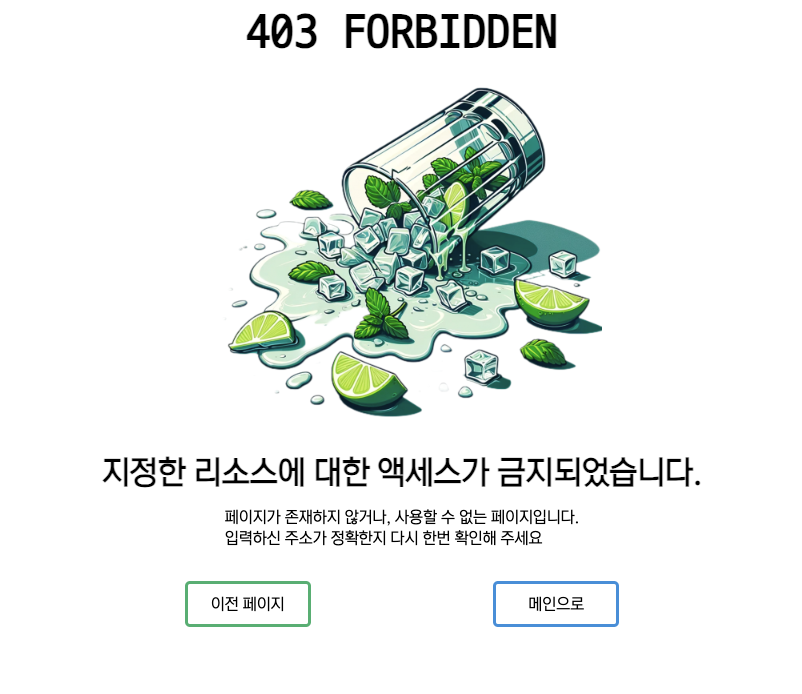 403 FORBIDDEN
지정한 리소스에 대한 액세스가 금지되었습니다.
페이지가 존재하지 않거나, 사용할 수 없는 페이지입니다.
입력하신 주소가 정확한지 다시 한번 확인해 주세요
이전 페이지
메인으로